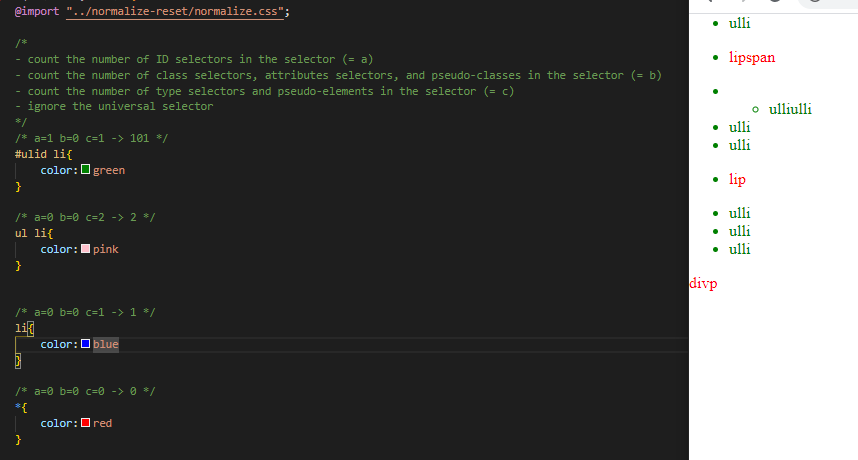 @import "../normalize-reset/normalize.css";
/*
- count the number of ID selectors in the selector (= a)
- count the number of class selectors, attributes selectors, and pseudo-classes in the selector (= b)
- count the number of type selectors and pseudo-elements in the selector (= c)
- ignore the universal selector
*/
/* a=1 b=0 c=1 -> 101 */
#ulid li{
color: green
}
/* a=0 b=0 c=2 -> 2 */
ul li{
color: pink
}
/* a=0 b=0 c=1 -> 1 */
li{
color: blue
}
/* a=0 b=0 c=0 -> 0 */
*{
color: red
}
ulli
lipspan
ulliulli
ulli
ulli
lip
ulli
ulli
ulli
divp